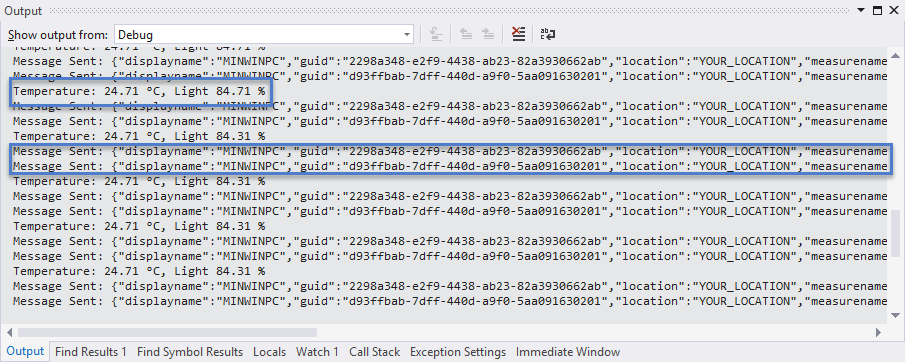 Output
Show output from: Debug
Temperature: 24.71 °C, Light 84.71 %
Message Sent: {"displayname":"MINWINPC","guid":"2298a348-e2f9-4438-ab23-82a3930662ab","location":"YOUR_LOCATION","measurename
Message Sent: {"displayname":"MINWINPC","guid":"d93ffbab-7dff-440d-a9f0-5aa091630201","location":"YOUR_LOCATION","measurename
Temperature: 24.71 °C, Light 84.71 %
Message Sent: {"displayname":"MINWINPC","guid":"2298a348-e2f9-4438-ab23-82a3930662ab","location":"YOUR_LOCATION","measurename
Message Sent: {"displayname":"MINWINPC","guid":"d93ffbab-7dff-440d-a9f0-5aa091630201","location":"YOUR_LOCATION","measurename
Temperature: 24.71 °C, Light 84.31 %
Message Sent: {"displayname":"MINWINPC","guid":"2298a348-e2f9-4438-ab23-82a3930662ab","location":"YOUR_LOCATION","measurename
Message Sent: {"displayname":"MINWINPC","guid":"d93ffbab-7dff-440d-a9f0-5aa091630201","location":"YOUR_LOCATION","measurename
Temperature: 24.71 °C, Light 84.31 %
Message Sent: {"displayname":"MINWINPC","guid":"2298a348-e2f9-4438-ab23-82a3930662ab","location":"YOUR_LOCATION","measurename
Message Sent: {"displayname":"MINWINPC","guid":"d93ffbab-7dff-440d-a9f0-5aa091630201","location":"YOUR_LOCATION","measurename
Temperature: 24.71 °C, Light 84.31 %
Message Sent: {"displayname":"MINWINPC","guid":"2298a348-e2f9-4438-ab23-82a3930662ab","location":"YOUR_LOCATION","measurename
Message Sent: {"displayname":"MINWINPC","guid":"d93ffbab-7dff-440d-a9f0-5aa091630201","location":"YOUR_LOCATION","measurename
Temperature: 24.71 °C, Light 84.31 %
Message Sent: {"displayname":"MINWINPC","guid":"2298a348-e2f9-4438-ab23-82a3930662ab","location":"YOUR_LOCATION","measurename
Message Sent: {"displayname":"MINWINPC","guid":"d93ffbab-7dff-440d-a9f0-5aa091630201","location":"YOUR_LOCATION","measurename
Output Find Results 1 Find Symbol Results Locals Watch 1 Call Stack Exception Settings Immediate Window